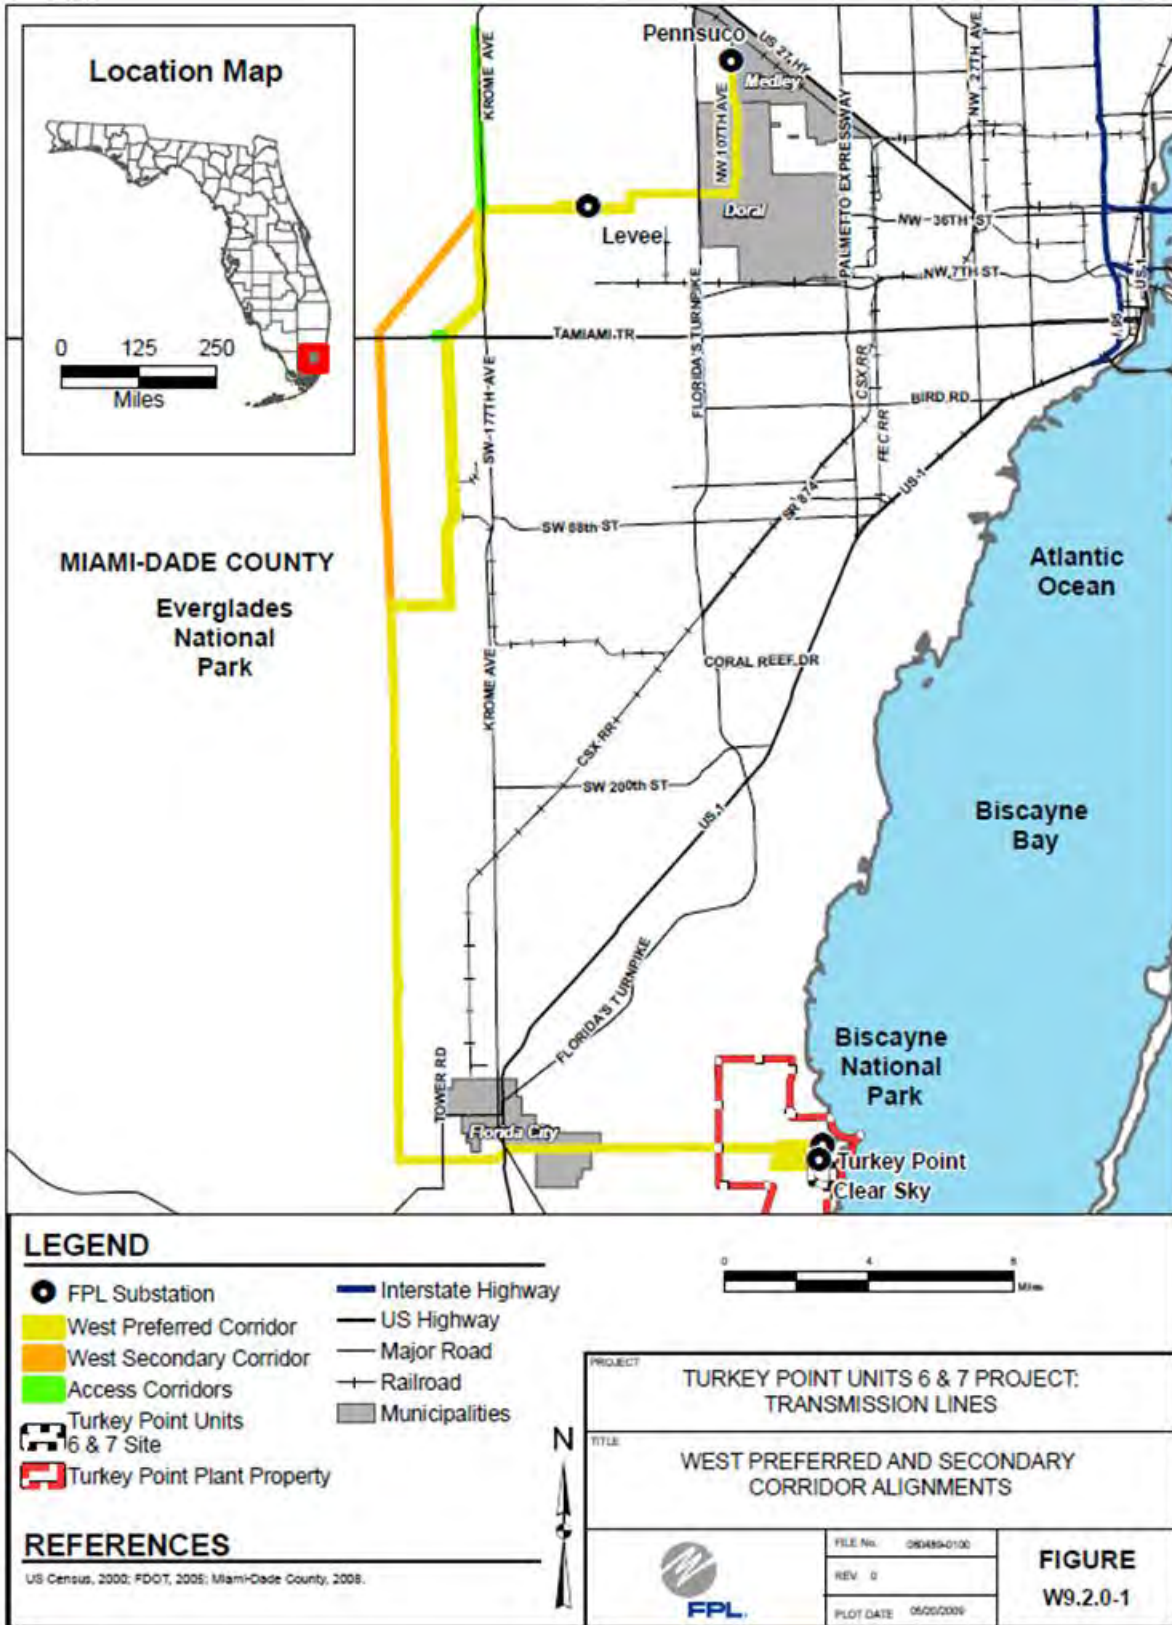 Location Map
0 125 250
Miles
KROME AVE
Pennsuco
US 27 HY
Medley
NW 107TH AVE
Doral
PALMETTO EXPRESSWAY
NW 27TH AVE
Levee
NW 36TH ST
NW 7TH ST
US 1
I-95
TAMIAMI TR
FLORIDA'S TURNPIKE
SW 177TH AVE
CSX RR
FEC RR
BIRD RD
US 1
SR 874
SW 88th ST
MIAMI-DADE COUNTY
Everglades
National
Park
Atlantic
Ocean
KROME AVE
CORAL REEF DR
CSX RR
SW 200th ST
US 1
Biscayne
Bay
FLORIDA'S TURNPIKE
TOWER RD
Florida City
Biscayne
National
Park
Turkey Point
Clear Sky
LEGEND
FPL Substation
West Preferred Corridor
West Secondary Corridor
Access Corridors
Turkey Point Units
6 & 7 Site
Turkey Point Plant Property
Interstate Highway
US Highway
Major Road
Railroad
Municipalities
0 4 8
Miles
N
REFERENCES
US Census, 2000; FDOT, 2005; Miami-Dade County, 2008.
PROJECT
TURKEY POINT UNITS 6 & 7 PROJECT:
TRANSMISSION LINES
TITLE
WEST PREFERRED AND SECONDARY
CORRIDOR ALIGNMENTS
FPL.
FILE No.
REV. 0
PLOT DATE 05/20/2009
FIGURE
W9.2.0-1